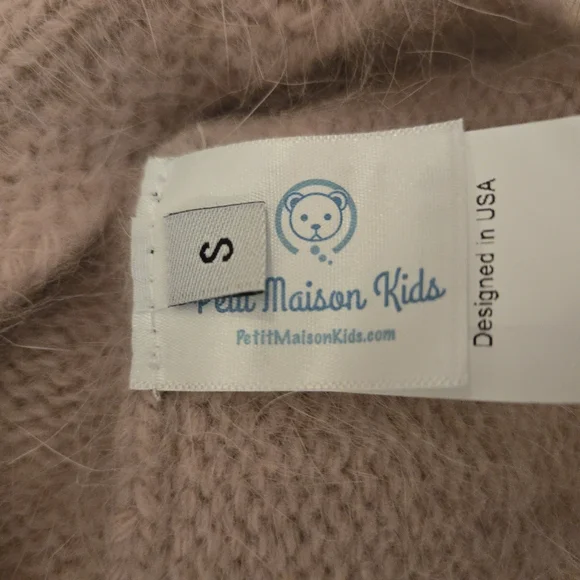 S
Petit Maison Kids
PetitMaisonKids.com
Designed in USA